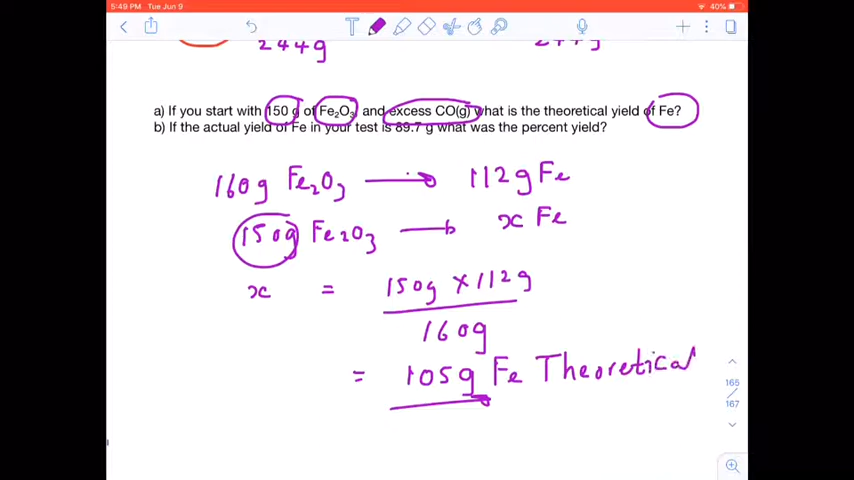 5:49 PM Tue Jun 9
40%
244g
244g
a) If you start with 150 g of Fe₂O₃ and excess CO(g) what is the theoretical yield of Fe?
b) If the actual yield of Fe in your test is 89.7 g what was the percent yield?
160g Fe₂O₃ → 112g Fe
150g Fe₂O₃ → x Fe
x = 150g × 112g
160g
= 105g Fe Theoretical
165
/
167